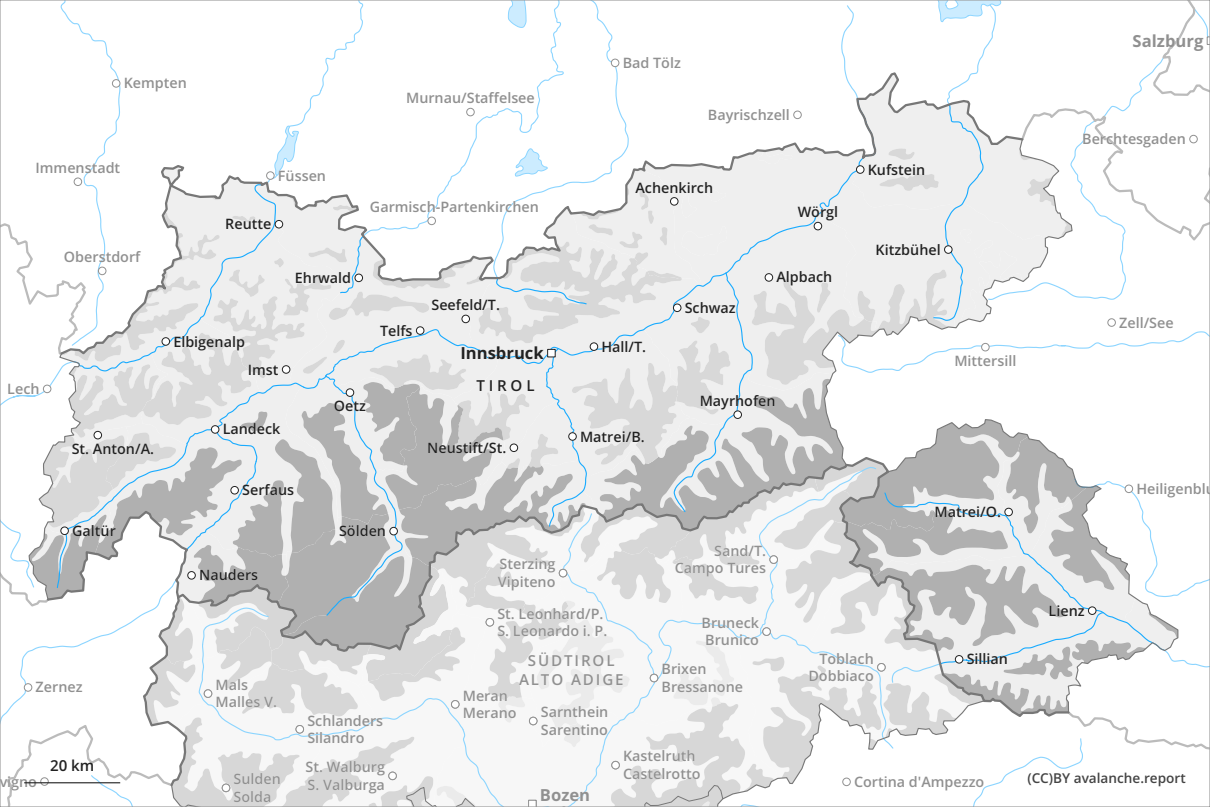 Salzburg
Bad Tölz
Kempten
Murnau/Staffelsee
Bayrischzell
Berchtesgaden
Immenstadt
Füssen
Kufstein
Achenkirch
Garmisch-Partenkirchen
Wörgl
Reutte
Kitzbühel
Oberstdorf
Ehrwald
Alpbach
Seefeld/T.
Schwaz
Zell/See
Telfs
Elbigenalp
Innsbruck
Hall/T.
Mittersill
Imst
TIROL
Lech
Oetz
Mayrhofen
Landeck
Matrei/B.
St. Anton/A.
Neustift/St.
Serfaus
Heiligenblu
Matrei/O.
Galtür
Sölden
Sand/T.
Campo Tures
Sterzing
Vipiteno
Nauders
Lienz
St. Leonhard/P.
S. Leonardo i. P.
Bruneck
Brunico
SÜDTIROL
ALTO ADIGE
Toblach
Dobbiaco
Sillian
Brixen
Bressanone
Zernez
Mals
Malles V.
Meran
Merano
Sarnthein
Sarentino
Schlanders
Silandro
Kastelruth
Castelrotto
St. Walburg
S. Valburga
20 km
vigno
Sulden
Solda
Cortina d'Ampezzo
(CC)BY avalanche.report
Bozen